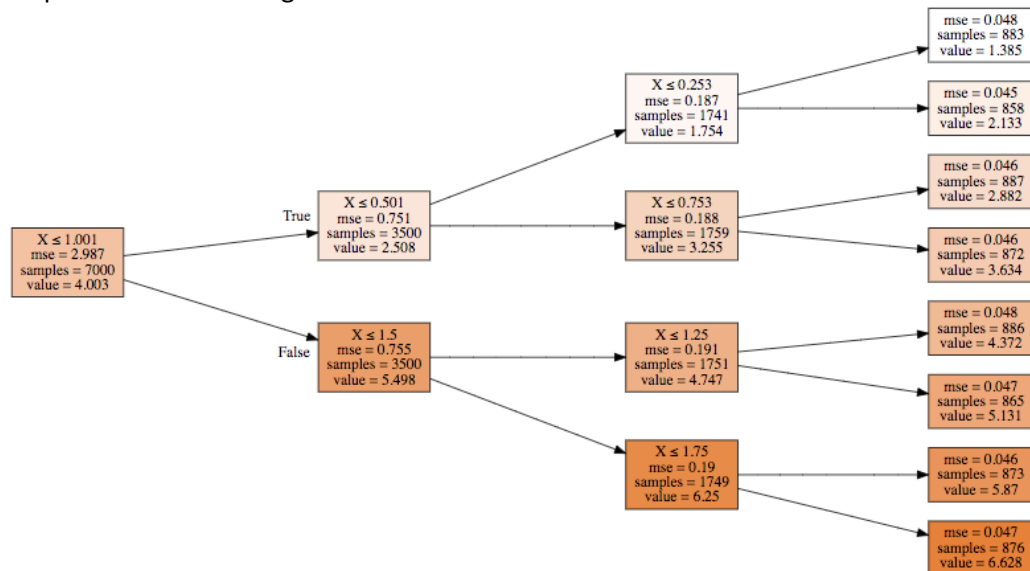 mse = 0.048
samples = 883
value = 1.385
X ≤ 0.253
mse = 0.187
samples = 1741
value = 1.754
mse = 0.045
samples = 858
value = 2.133
mse = 0.046
samples = 887
value = 2.882
X ≤ 0.501
mse = 0.751
samples = 3500
value = 2.508
X ≤ 0.753
mse = 0.188
samples = 1759
value = 3.255
True
X ≤ 1.001
mse = 2.987
samples = 7000
value = 4.003
mse = 0.046
samples = 872
value = 3.634
mse = 0.048
samples = 886
value = 4.372
False
X ≤ 1.5
mse = 0.755
samples = 3500
value = 5.498
X ≤ 1.25
mse = 0.191
samples = 1751
value = 4.747
mse = 0.047
samples = 865
value = 5.131
X ≤ 1.75
mse = 0.19
samples = 1749
value = 6.25
mse = 0.046
samples = 873
value = 5.87
mse = 0.047
samples = 876
value = 6.628